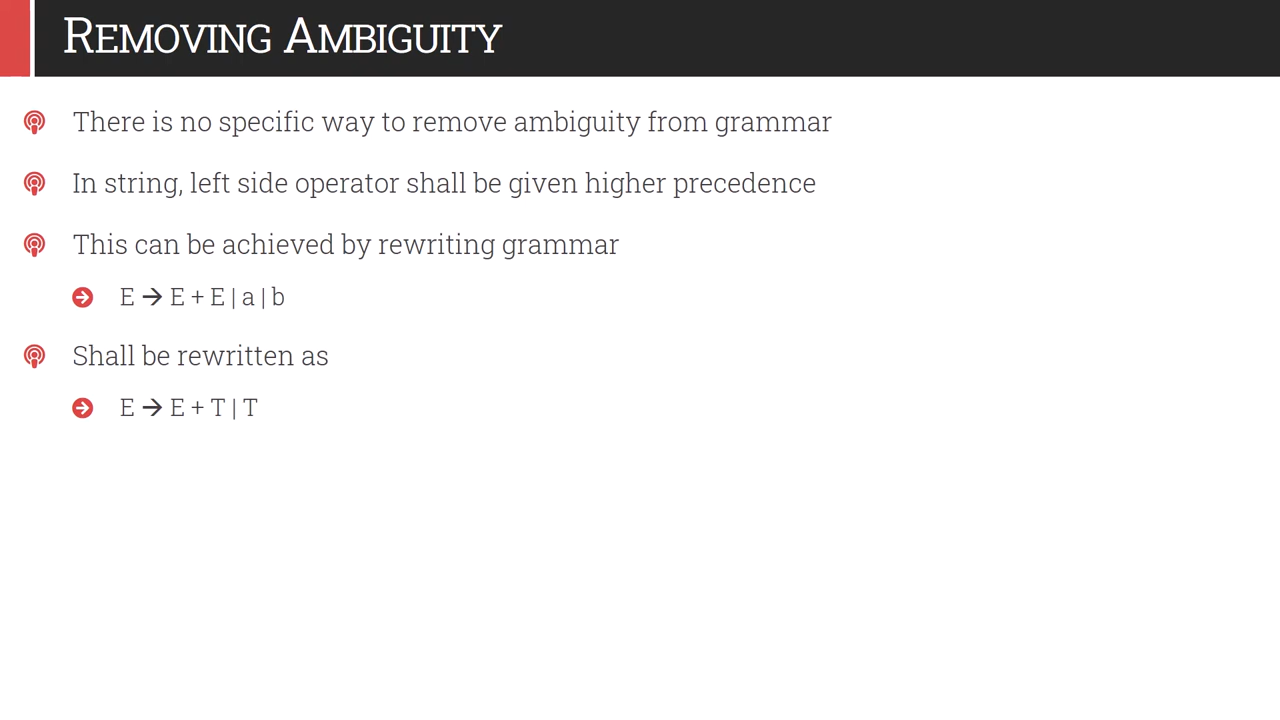 REMOVING AMBIGUITY
There is no specific way to remove ambiguity from grammar
In string, left side operator shall be given higher precedence
This can be achieved by rewriting grammar
E → E + E | a | b
Shall be rewritten as
E → E + T | T